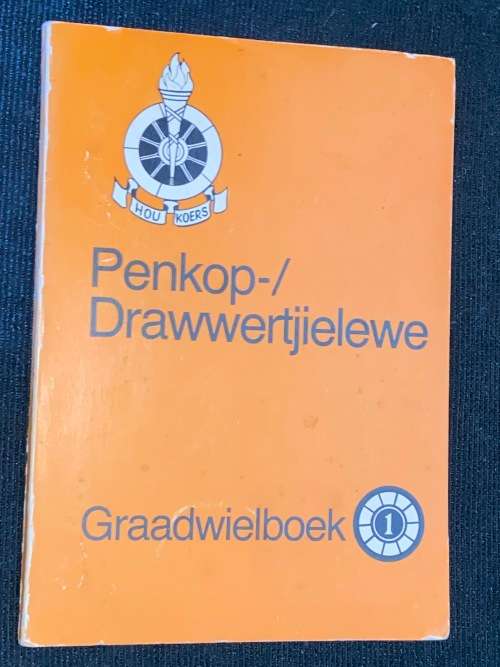 HOU KOERS
Penkop-/
Drawwertjielewe
Graadwielboek 1